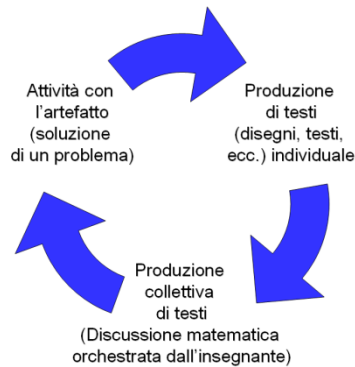 Attività con
l'artefatto
(soluzione
di un problema)
Produzione
di testi
(disegni, testi,
ecc.) individuale
Produzione
collettiva
di testi
(Discussione matematica
orchestrata dall'insegnante)